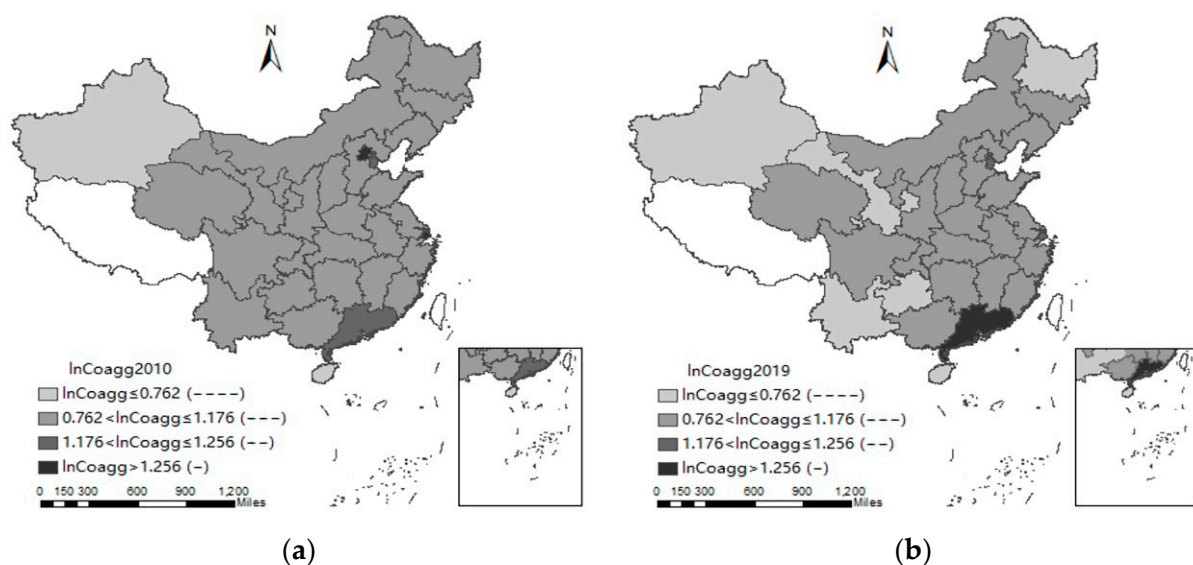 N
lnCoagg2010
lnCoagg≤0.762 (----)
0.762<lnCoagg≤1.176 (---)
1.176<lnCoagg≤1.256 (--)
lnCoagg>1.256 (-)
0 150 300 600 900 1,200
Miles
(a)
N
lnCoagg2019
lnCoagg≤0.762 (----)
0.762<lnCoagg≤1.176 (---)
1.176<lnCoagg≤1.256 (--)
lnCoagg>1.256 (-)
0 150 300 600 900 1,200
Miles
(b)